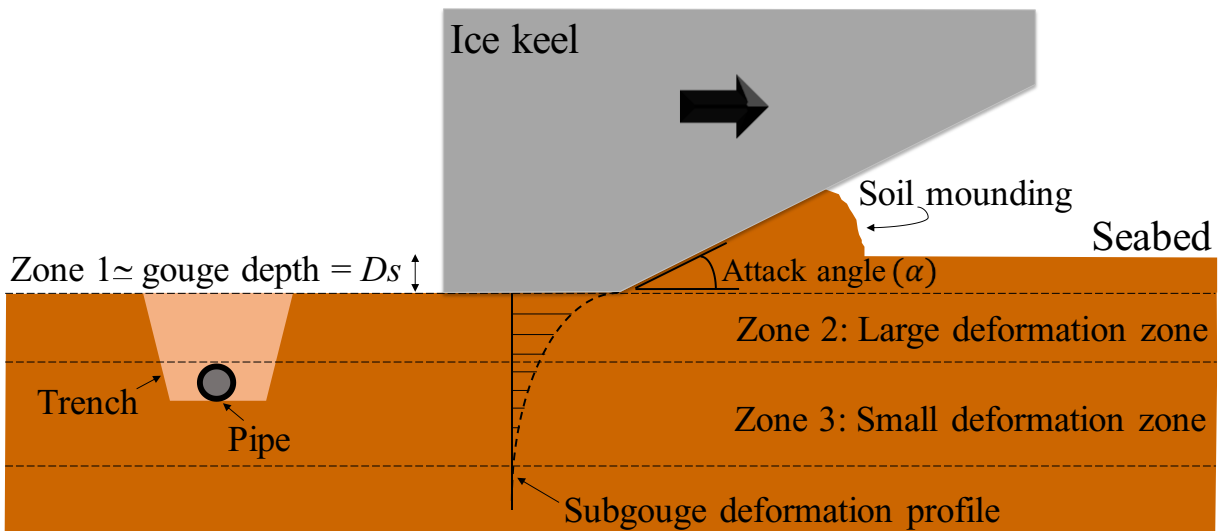 Ice keel
Soil mounding
Seabed
Zone 1≃ gouge depth = Ds
Attack angle (α)
Zone 2: Large deformation zone
Trench
Pipe
Zone 3: Small deformation zone
Subgouge deformation profile